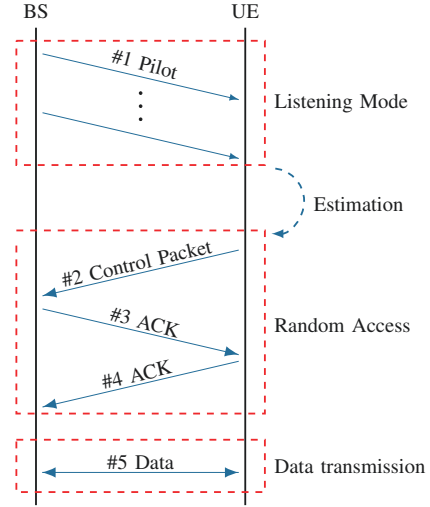 BS
UE
#1 Pilot
Listening Mode
Estimation
#2 Control Packet
#3 ACK
Random Access
#4 ACK
#5 Data
Data transmission